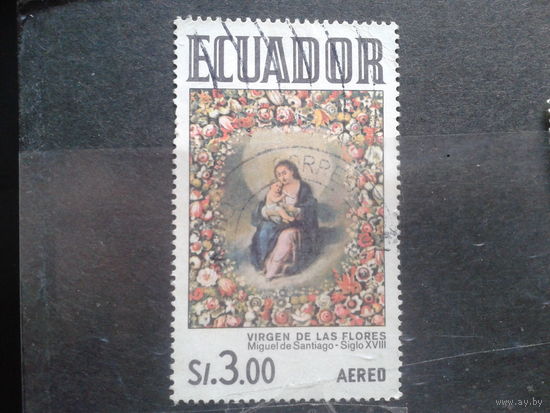 ECUADOR
VIRGEN DE LAS FLORES
Miguel de Santiago - Siglo XVIII
S/.3.00 AEREO
www.ay.by